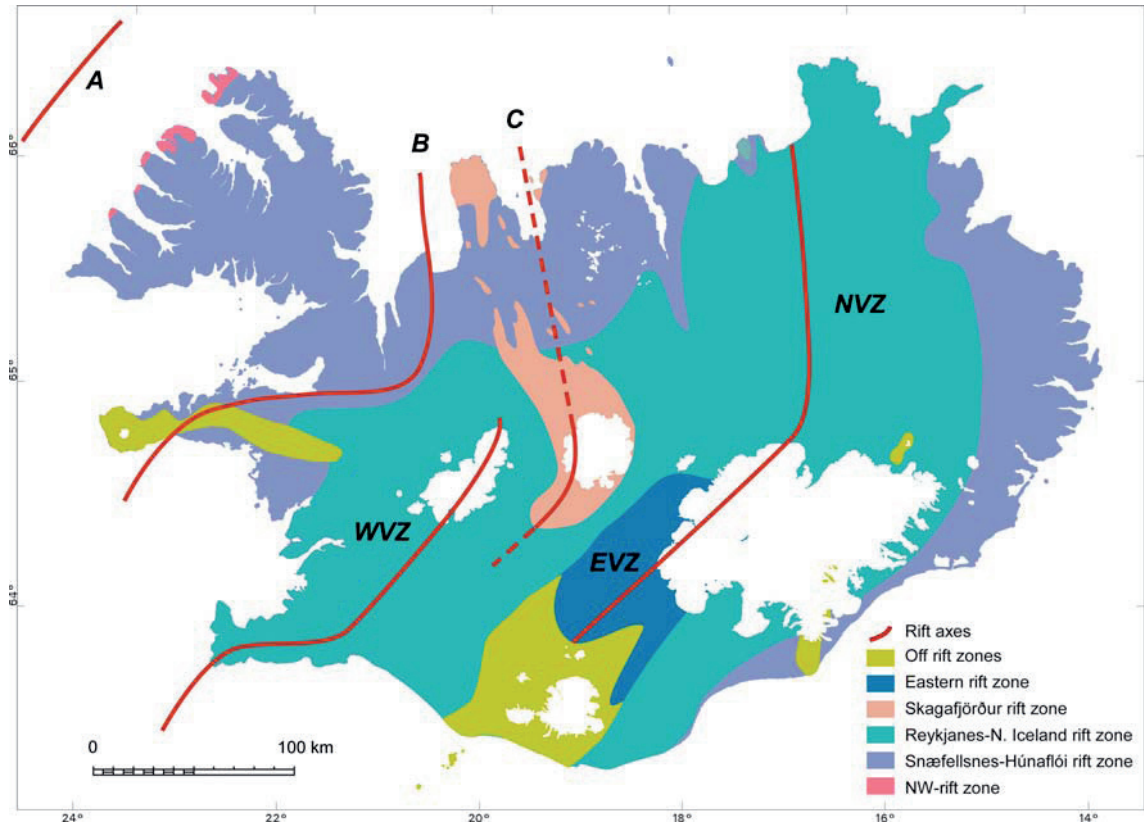 A
B
C
NVZ
WVZ
EVZ
66°
65°
64°
0 100 km
Rift axes
Off rift zones
Eastern rift zone
Skagafjörður rift zone
Reykjanes-N. Iceland rift zone
Snæfellsnes-Húnaflói rift zone
NW-rift zone
24° 22 20 18 16 14°